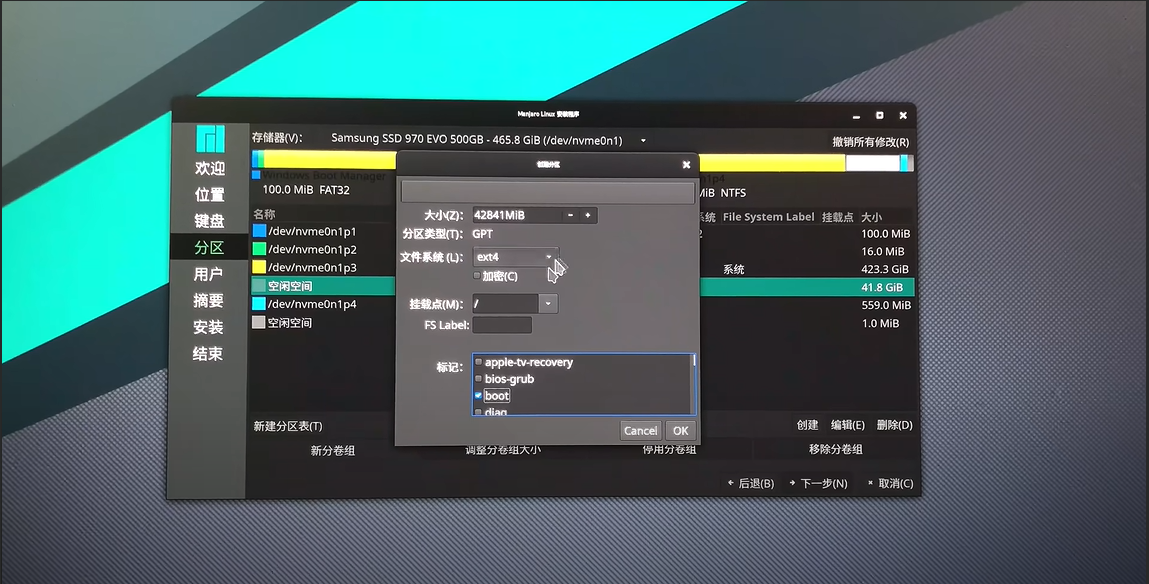 Manjaro Linux 安装程序
存储器(V):
Samsung SSD 970 EVO 500GB - 465.8 GiB (/dev/nvme0n1)
撤销所有修改(R)
欢迎
位置
键盘
分区
用户
摘要
安装
结束
Windows Boot Manager
100.0 MiB FAT32
n1p4
MiB NTFS
名称
系统 File System Label 挂载点 大小
/dev/nvme0n1p1
100.0 MiB
/dev/nvme0n1p2
16.0 MiB
/dev/nvme0n1p3
系统
423.3 GiB
空闲空间
41.8 GiB
/dev/nvme0n1p4
559.0 MiB
空闲空间
1.0 MiB
创建分区
大小(Z):
42841MiB
- +
分区类型(T):
GPT
文件系统 (L):
ext4
加密(C)
挂载点(M):
/
FS Label:
标记:
apple-tv-recovery
bios-grub
boot
diag
Cancel
OK
新建分区表(T)
创建
编辑(E)
删除(D)
新分卷组
调整分卷组大小
停用分卷组
移除分卷组
后退(B)
下一步(N)
取消(C)